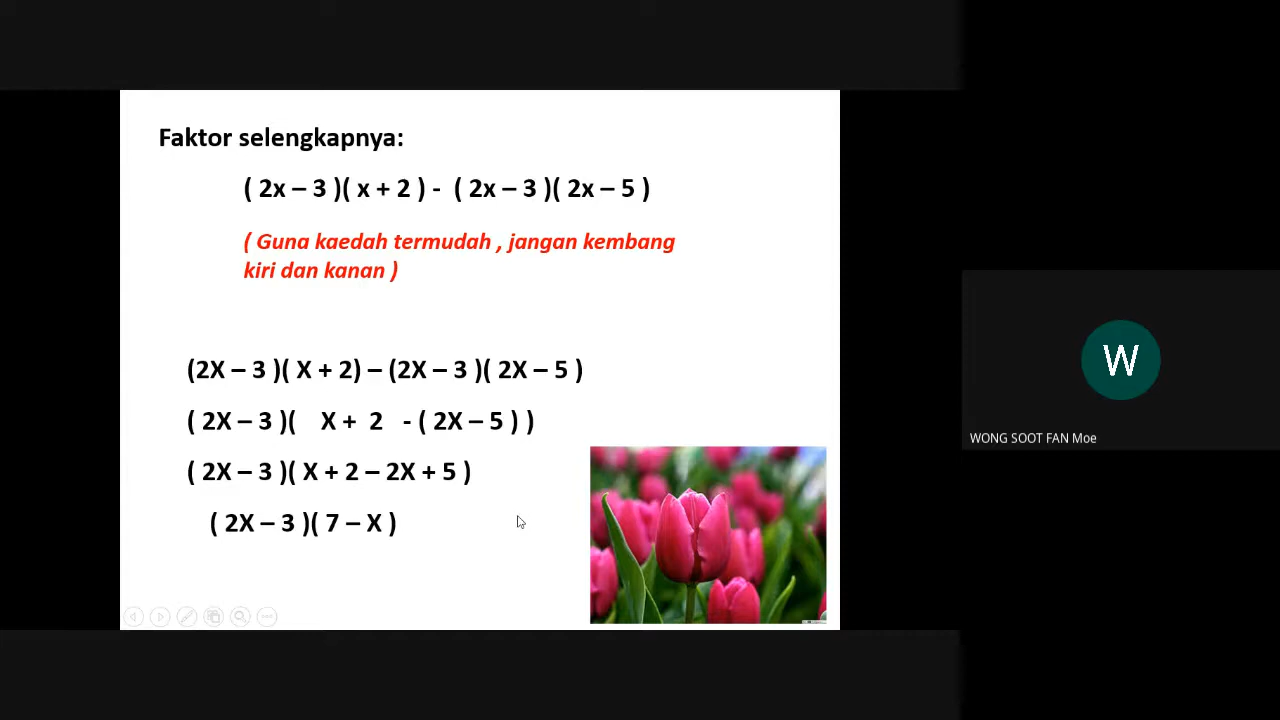 Faktor selengkapnya:
( 2x – 3 )( x + 2 ) - ( 2x – 3 )( 2x – 5 )
( Guna kaedah termudah , jangan kembang
kiri dan kanan )
(2X – 3 )( X + 2) – (2X – 3 )( 2X – 5 )
( 2X – 3 )( X + 2 - ( 2X – 5 ) )
( 2X – 3 )( X + 2 – 2X + 5 )
( 2X – 3 )( 7 – X )
W
WONG SOOT FAN Moe